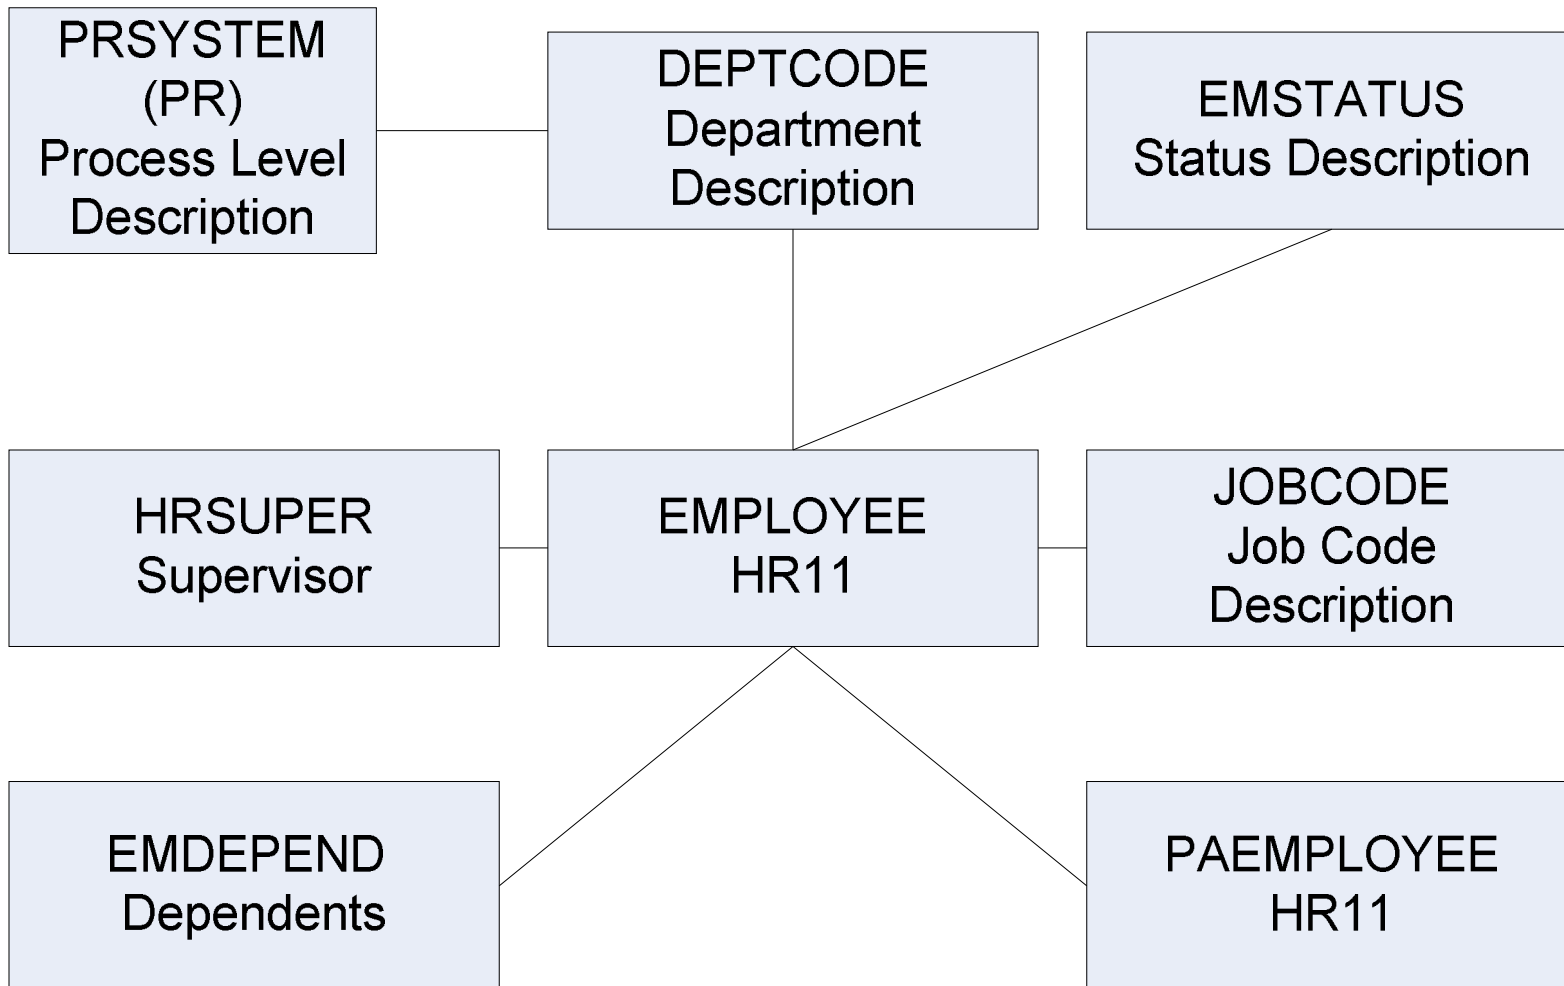 PRSYSTEM
(PR)
Process Level
Description
DEPTCODE
Department
Description
EMSTATUS
Status Description
HRSUPER
Supervisor
EMPLOYEE
HR11
JOBCODE
Job Code
Description
EMDEPEND
Dependents
PAEMPLOYEE
HR11